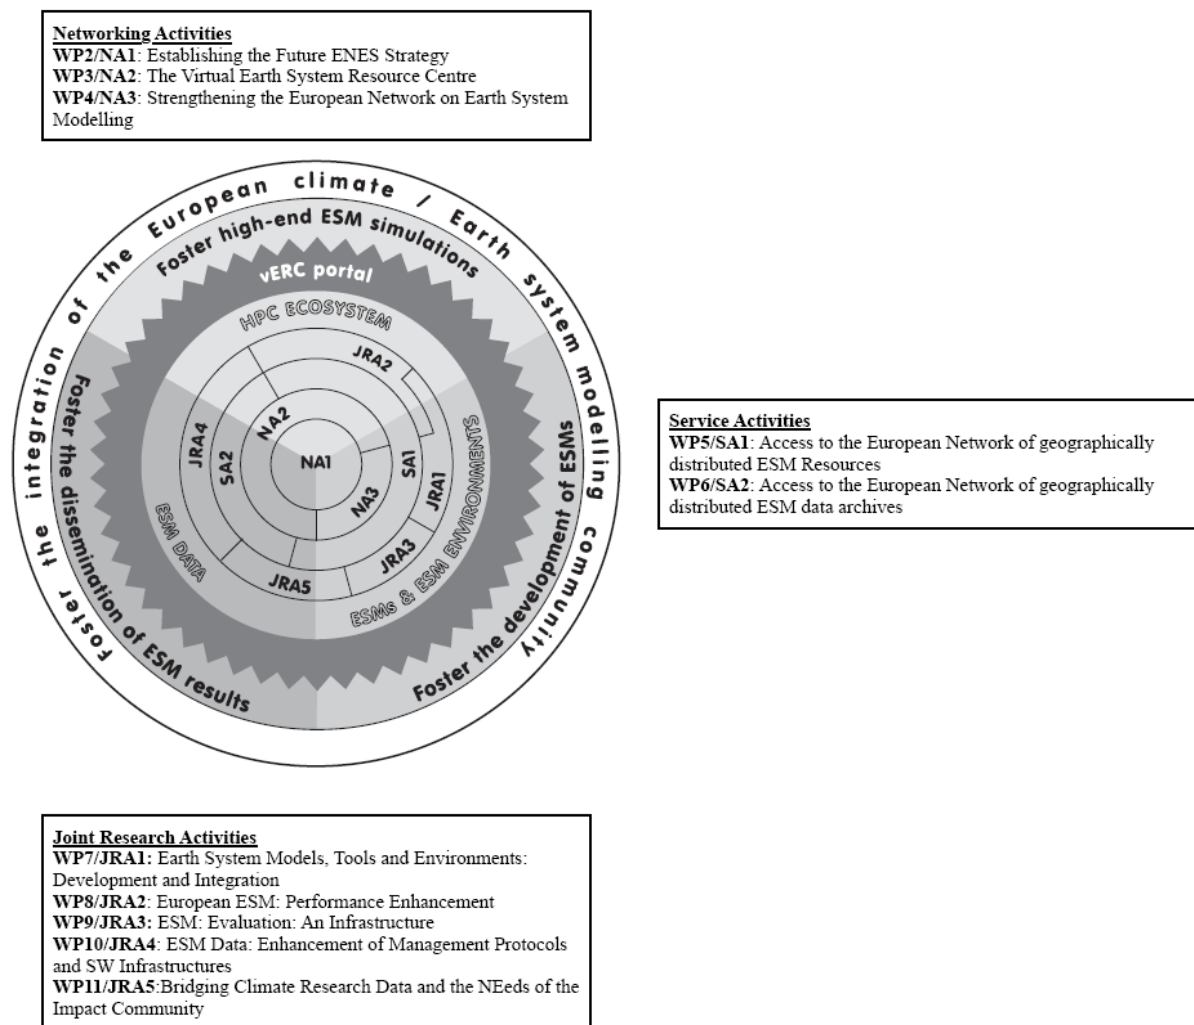 Networking Activities
WP2/NA1: Establishing the Future ENES Strategy
WP3/NA2: The Virtual Earth System Resource Centre
WP4/NA3: Strengthening the European Network on Earth System
Modelling
Foster the integration of the European climate / Earth system modelling community
Foster high-end ESM simulations
vERC portal
HPC ECOSYSTEM
JRA2
NA2
JRA4
SA2
NA1
SA1
JRA1
NA3
JRA3
JRA5
ESM DATA
ESMs & ESM ENVIRONMENTS
Foster the dissemination of ESM results
Foster the development of ESMs
Service Activities
WP5/SA1: Access to the European Network of geographically
distributed ESM Resources
WP6/SA2: Access to the European Network of geographically
distributed ESM data archives
Joint Research Activities
WP7/JRA1: Earth System Models, Tools and Environments:
Development and Integration
WP8/JRA2: European ESM: Performance Enhancement
WP9/JRA3: ESM: Evaluation: An Infrastructure
WP10/JRA4: ESM Data: Enhancement of Management Protocols
and SW Infrastructures
WP11/JRA5:Bridging Climate Research Data and the NEeds of the
Impact Community